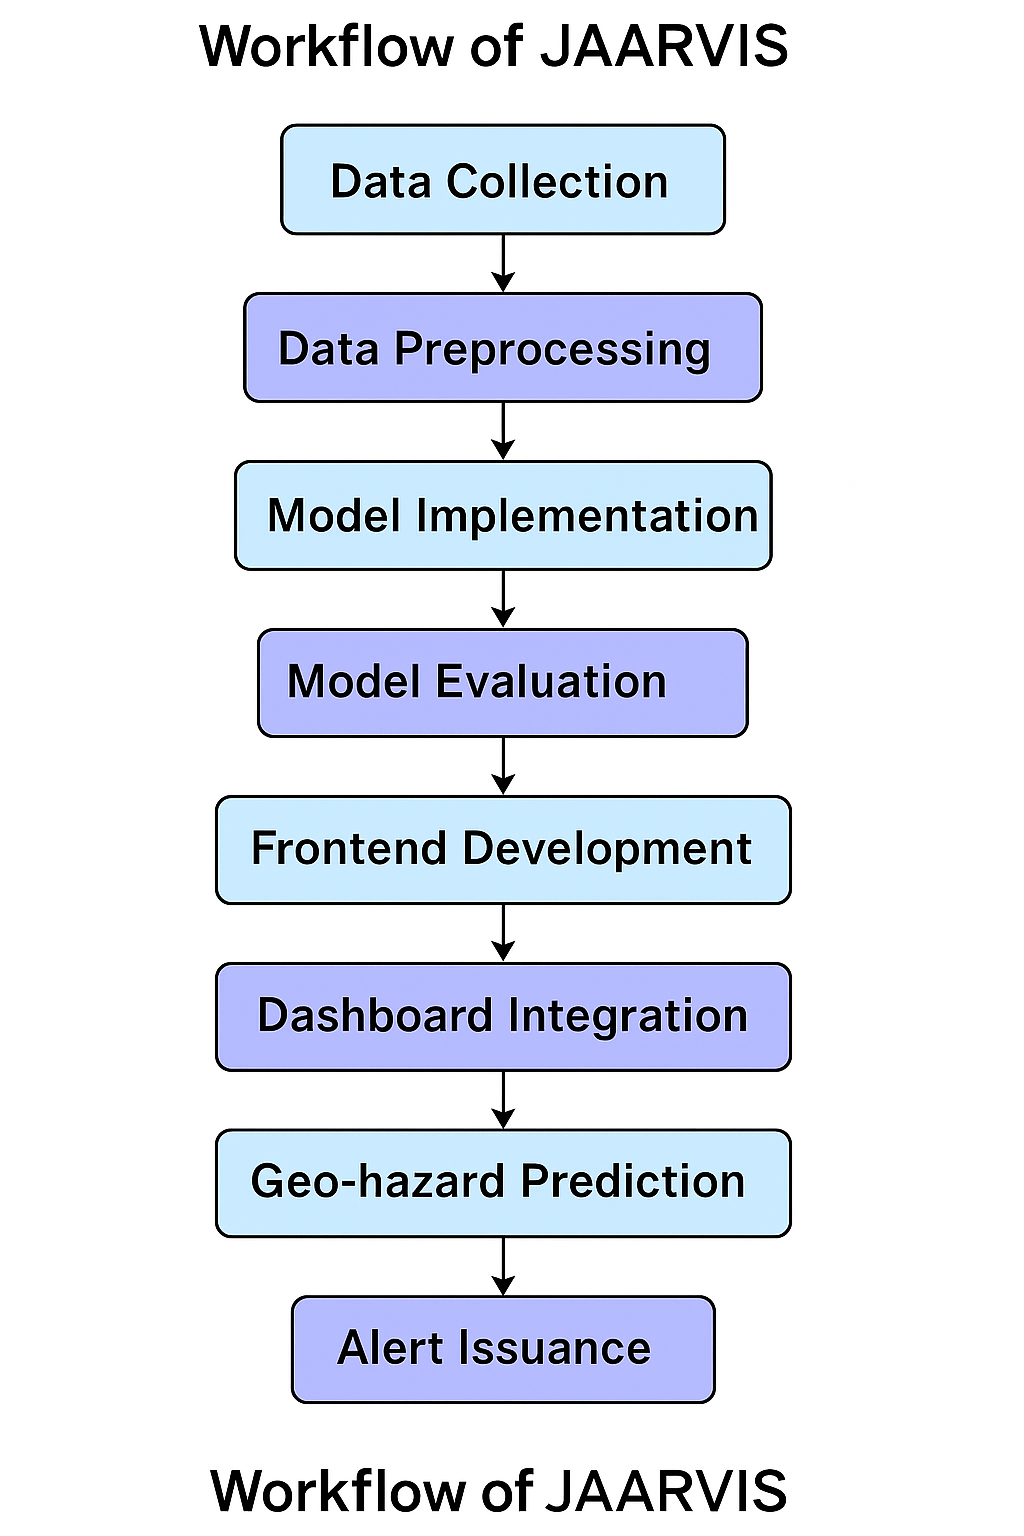 Workflow of JAARVIS
Data Collection
Data Preprocessing
Model Implementation
Model Evaluation
Frontend Development
Dashboard Integration
Geo-hazard Prediction
Alert Issuance
Workflow of JAARVIS